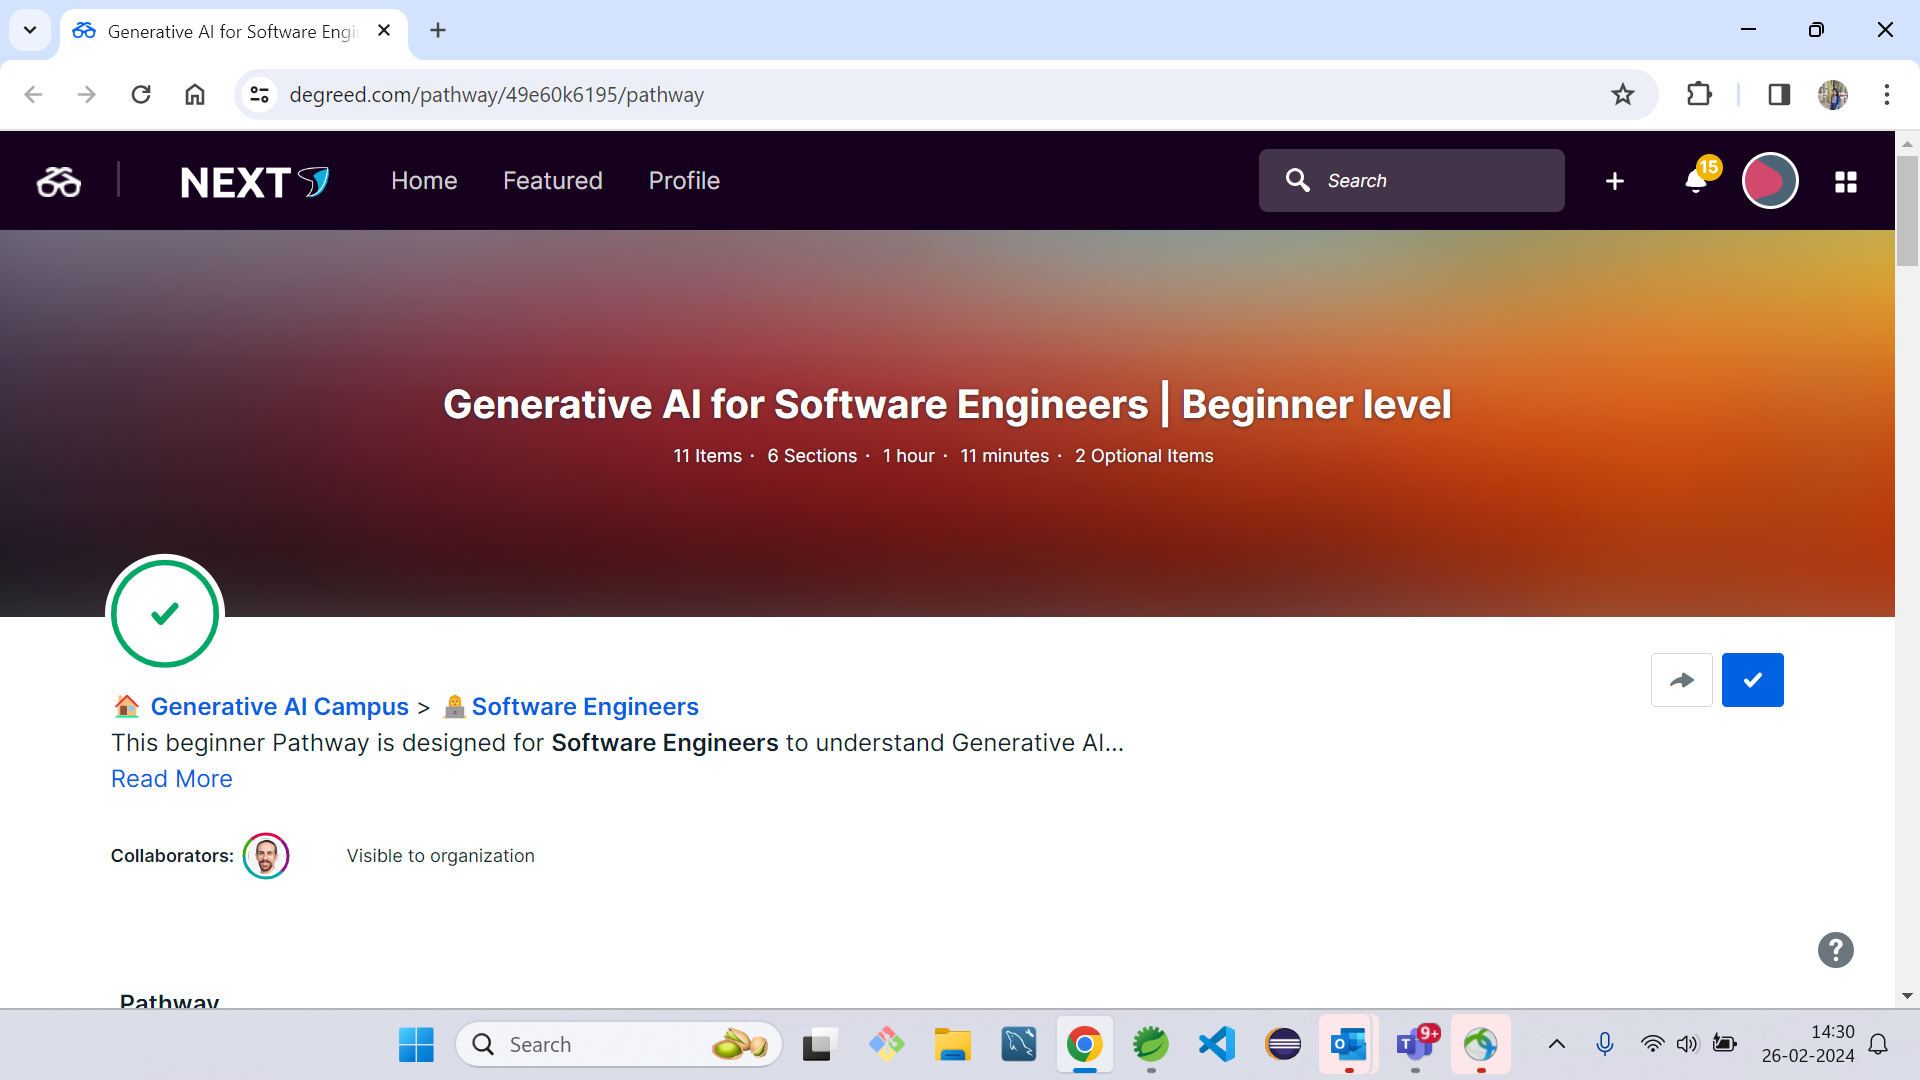 Generative AI for Software Engi
degreed.com/pathway/49e60k6195/pathway
NEXT Home Featured Profile Search 15
Generative AI for Software Engineers | Beginner level
11 Items · 6 Sections · 1 hour · 11 minutes · 2 Optional Items
Generative AI Campus > Software Engineers
This beginner Pathway is designed for Software Engineers to understand Generative AI...
Read More
Collaborators: Visible to organization
?
Pathway
Search 9+ 14:30
26-02-2024